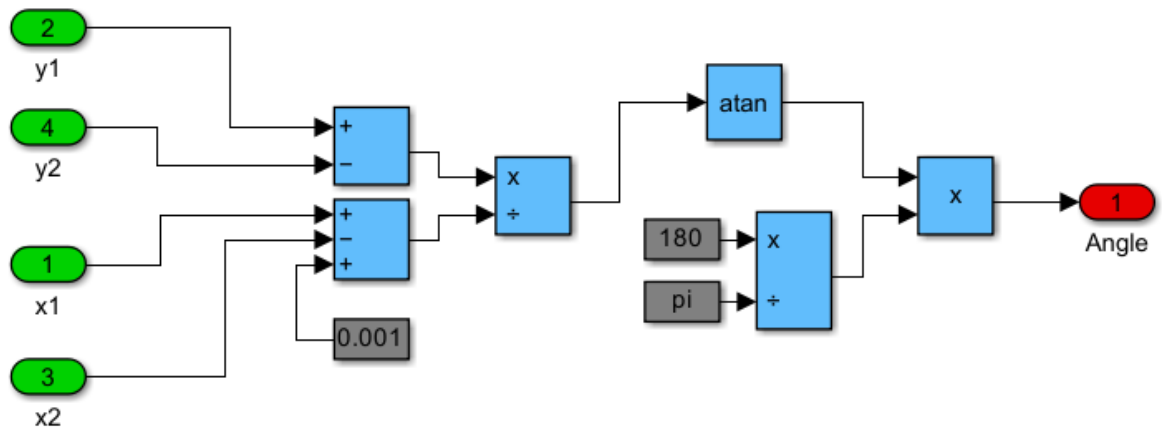 2
y1
4
y2
1
x1
3
x2
+
−
+
−
+
0.001
x
÷
atan
180
pi
x
÷
x
1
Angle